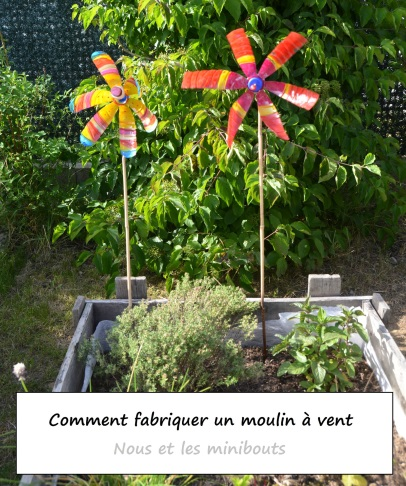 Comment fabriquer un moulin à vent
Nous et les minibouts